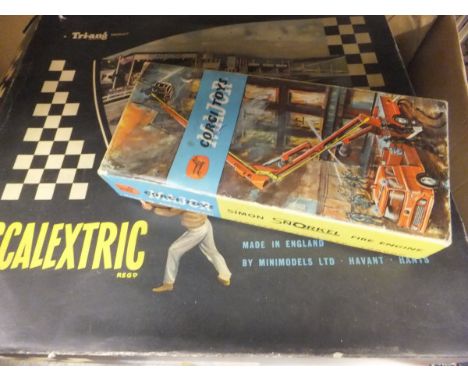 Tri-ang
CORGI TOYS
CORGI TOYS
SIMON SNORKEL FIRE ENGINE
SCALEXTRIC
REGD
MADE IN ENGLAND
BY MINIMODELS LTD · HAVANT · HANTS